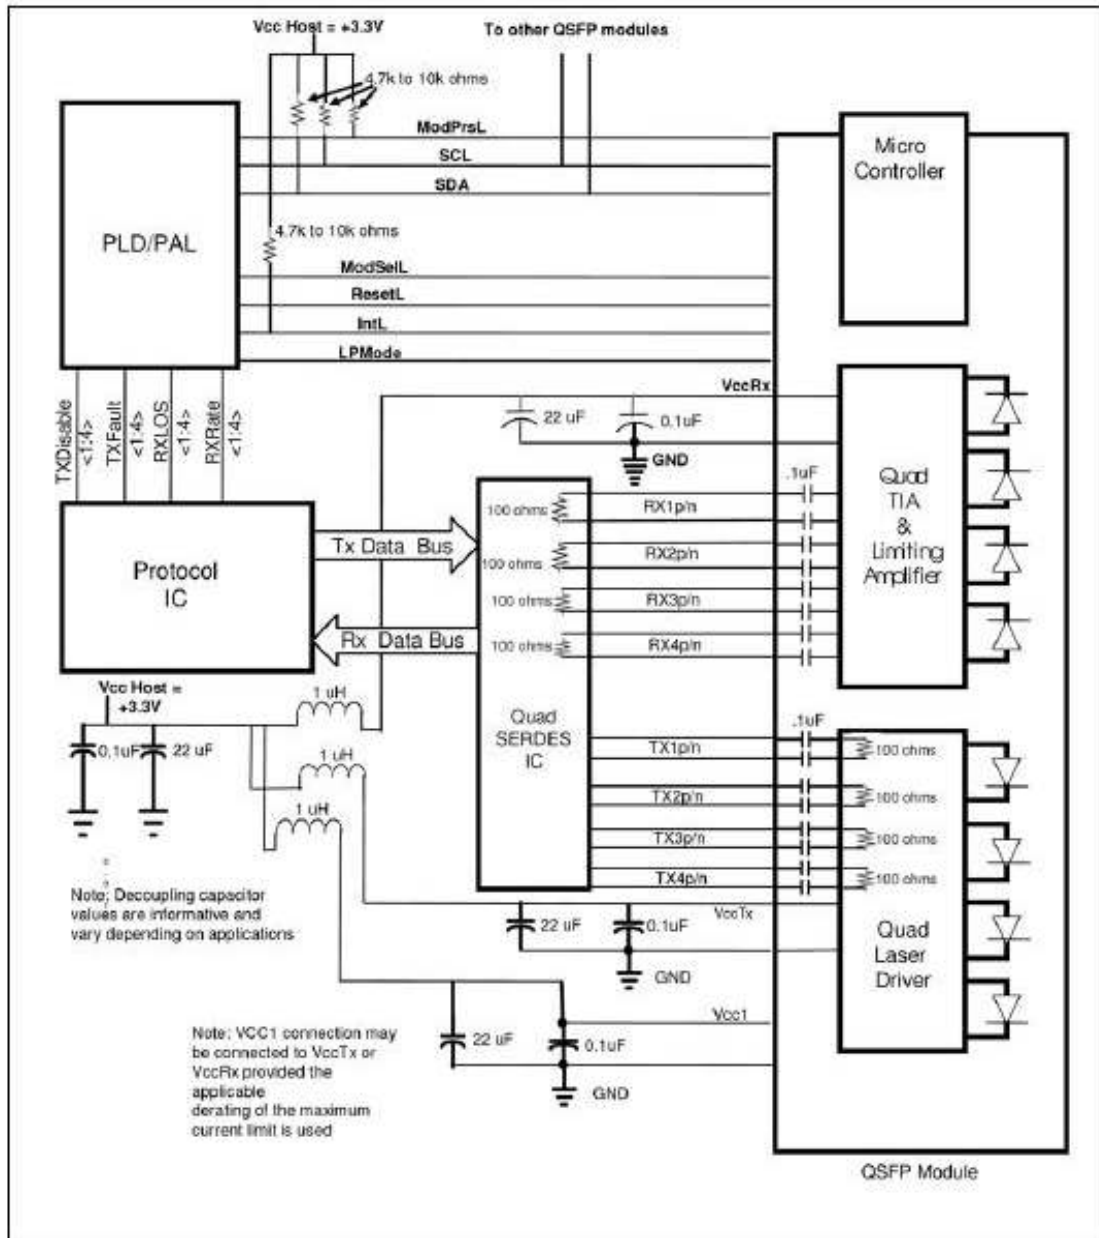 Vcc Host = +3.3V
To other QSFP modules
4.7k to 10k ohms
ModPrsL
SCL
SDA
Micro
Controller
PLD/PAL
4.7k to 10k ohms
ModSelL
ResetL
IntL
LPMode
VccRx
TXDisable
<1:4>
TXFault
<1:4>
RXLOS
<1:4>
RXRate
<1:4>
22 uF
0.1uF
GND
.1uF
Quad
TIA
&
Limiting
Amplifier
100 ohms
RX1p/n
100 ohms
RX2p/n
100 ohms
RX3p/n
100 ohms
RX4p/n
Tx Data Bus
Protocol
IC
Rx Data Bus
Vcc Host =
+3.3V
0.1uF
22 uF
1 uH
1 uH
1 uH
Quad
SERDES
IC
.1uF
TX1p/n
100 ohms
TX2p/n
100 ohms
TX3p/n
100 ohms
TX4p/n
100 ohms
Note: Decoupling capacitor
values are informative and
vary depending on applications
22 uF
0.1uF
VccTx
GND
Quad
Laser
Driver
Note: VCC1 connection may
be connected to VccTx or
VccRx provided the
applicable
derating of the maximum
current limit is used
22 uF
0.1uF
Vcc1
GND
QSFP Module